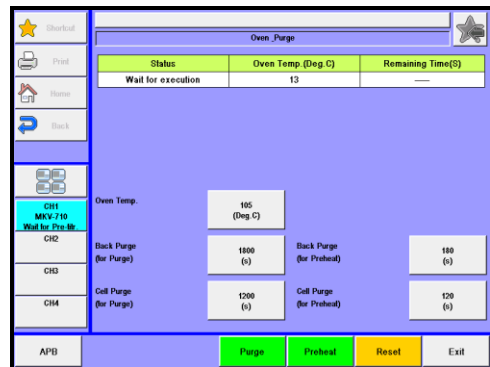 Shortcut
Print
Home
Back
CH1
MKV-710
Wait for Pre-Mr.
CH2
CH3
CH4
APB
Oven_Purge
Status Oven Temp.(Deg.C) Remaining Time(S)
Wait for execution 13 —
Oven Temp. 105
(Deg.C)
Back Purge
(for Purge) 1800
(s)
Back Purge
(for Preheat) 180
(s)
Cell Purge
(for Purge) 1200
(s)
Cell Purge
(for Preheat) 120
(s)
Purge Preheat Reset Exit